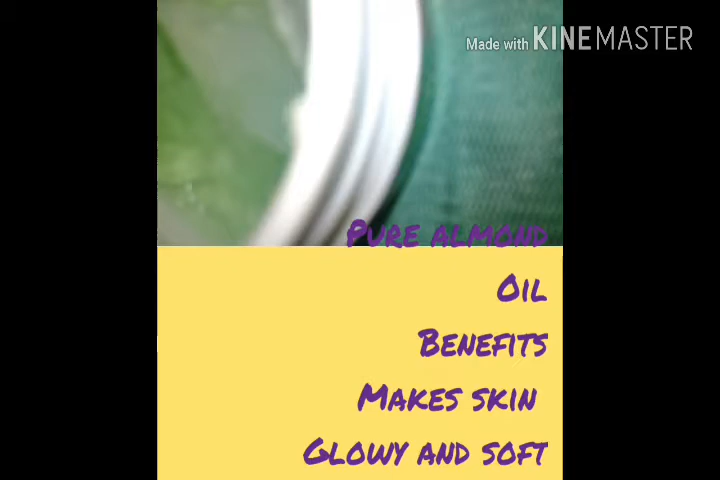 Made with KINEMASTER
Pure almond
Oil
Benefits
Makes skin
Glowy and soft